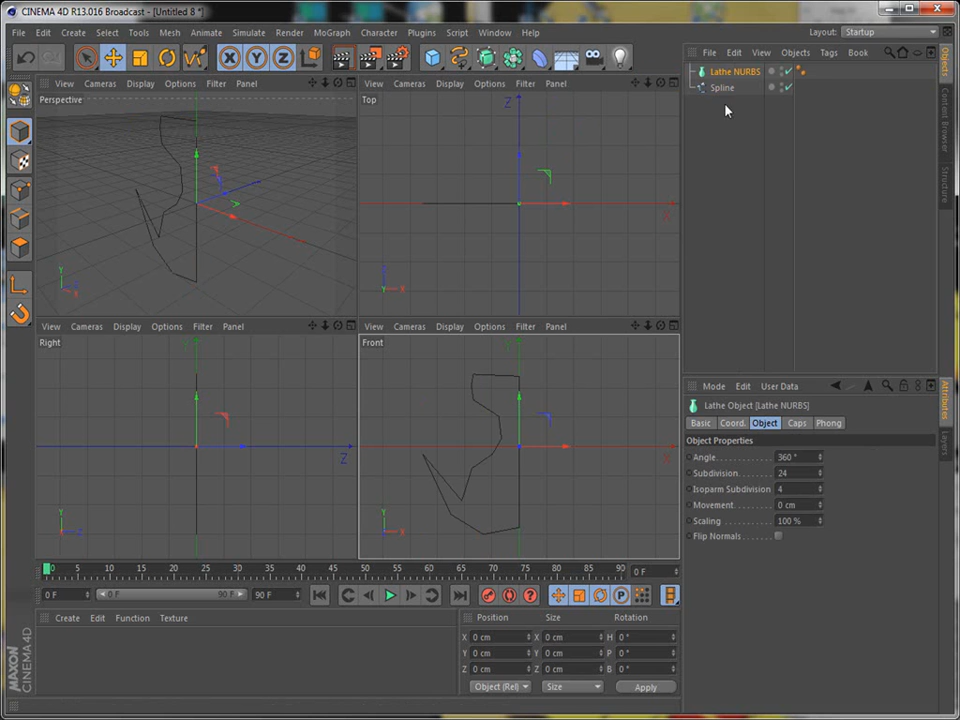 CINEMA 4D R13.016 Broadcast - [Untitled 8 *]
File Edit Create Select Tools Mesh Animate Simulate Render MoGraph Character Plugins Script Window Help
Layout: Startup
File Edit View Objects Tags Book
View Cameras Display Options Filter Panel
View Cameras Display Options Filter Panel
Perspective
Top
Lathe NURBS
Spline
Objects
Content Browser
Structure
X Y Z
Z
X
Y
X
Z
Y
X
View Cameras Display Options Filter Panel
View Cameras Display Options Filter Panel
Right
Front
Y
Y
Z
X
Y
Y
X
Mode Edit User Data
Lathe Object [Lathe NURBS]
Basic Coord. Object Caps Phong
Object Properties
Angle 360 °
Subdivision 24
Isoparm Subdivision 4
Movement 0 cm
Scaling 100 %
Flip Normals
Attributes
Layers
0 5 10 15 20 25 30 35 40 45 50 55 60 65 70 75 80 85 90 0 F
0 F 0 F 90 F 90 F
P
Create Edit Function Texture
Position Size Rotation
X 0 cm X 0 cm H 0 °
Y 0 cm Y 0 cm P 0 °
Z 0 cm Z 0 cm B 0 °
Object (Rel) Size Apply
MAXON
CINEMA 4D